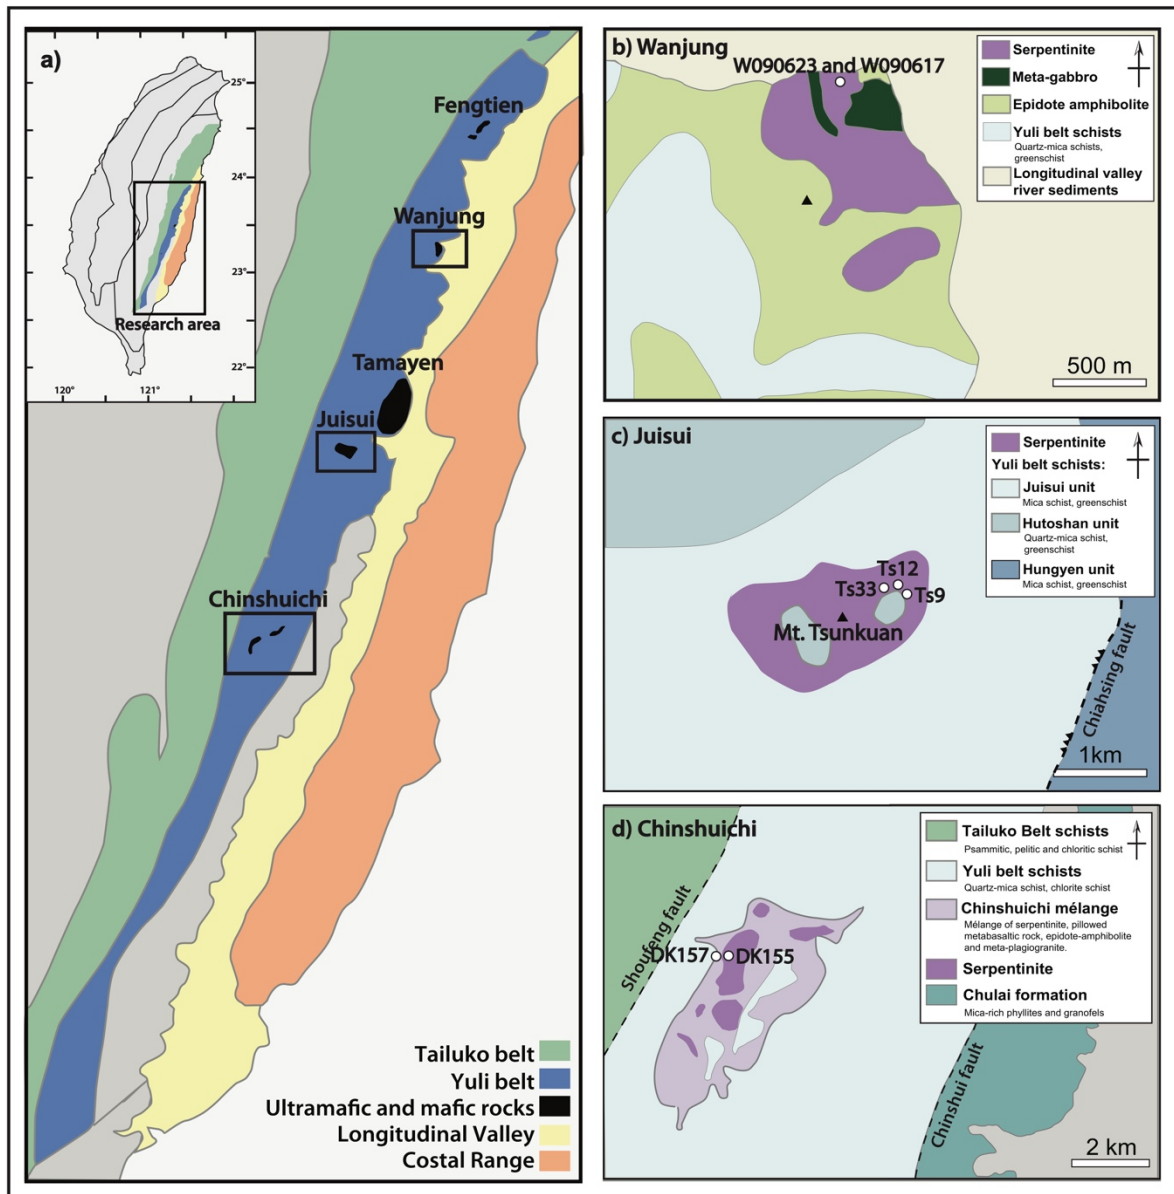 a)
25°
24°
23°
22°
120°
121°
Research area
Fengtien
Wanjung
Tamayen
Juisui
Chinshuichi
Tailuko belt
Yuli belt
Ultramafic and mafic rocks
Longitudinal Valley
Costal Range
b) Wanjung
W090623 and W090617
Serpentinite
Meta-gabbro
Epidote amphibolite
Yuli belt schists
Quartz-mica schists,
greenschist
Longitudinal valley
river sediments
500 m
c) Juisui
Serpentinite
Yuli belt schists:
Juisui unit
Mica schist, greenschist
Hutoshan unit
Quartz-mica schist,
greenschist
Hungyen unit
Mica schist, greenschist
Ts12
Ts33
Ts9
Mt. Tsunkuan
Chiahsing fault
1km
d) Chinshuichi
Tailuko Belt schists
Psammitic, pelitic and chloritic schist
Yuli belt schists
Quartz-mica schist, chlorite schist
Chinshuichi mélange
Mélange of serpentinite, pillowed
metabasaltic rock, epidote-amphibolite
and meta-plagiogranite.
Serpentinite
Chulai formation
Mica-rich phyllites and granofels
Shoufeng fault
DK157
DK155
Chinshui fault
2 km